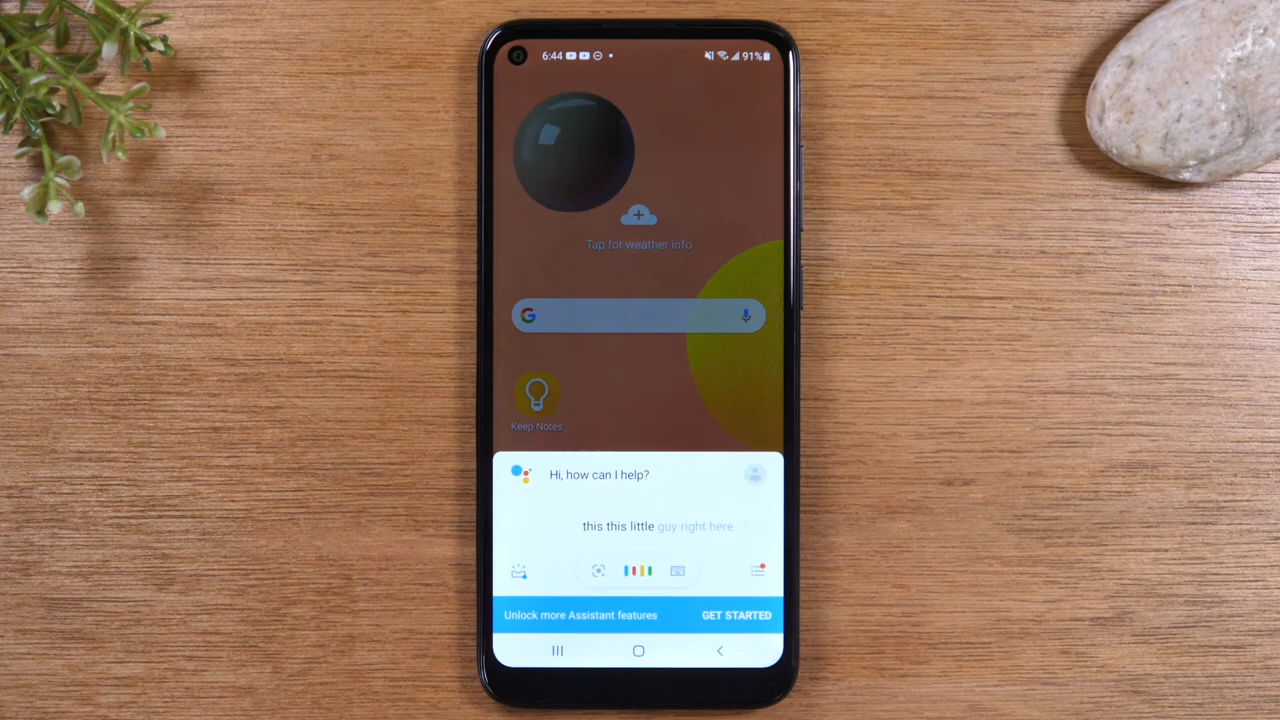 6:44 91%
Tap for weather info
G
Keep Notes
Hi, how can I help?
this this little guy right here
Unlock more Assistant features GET STARTED